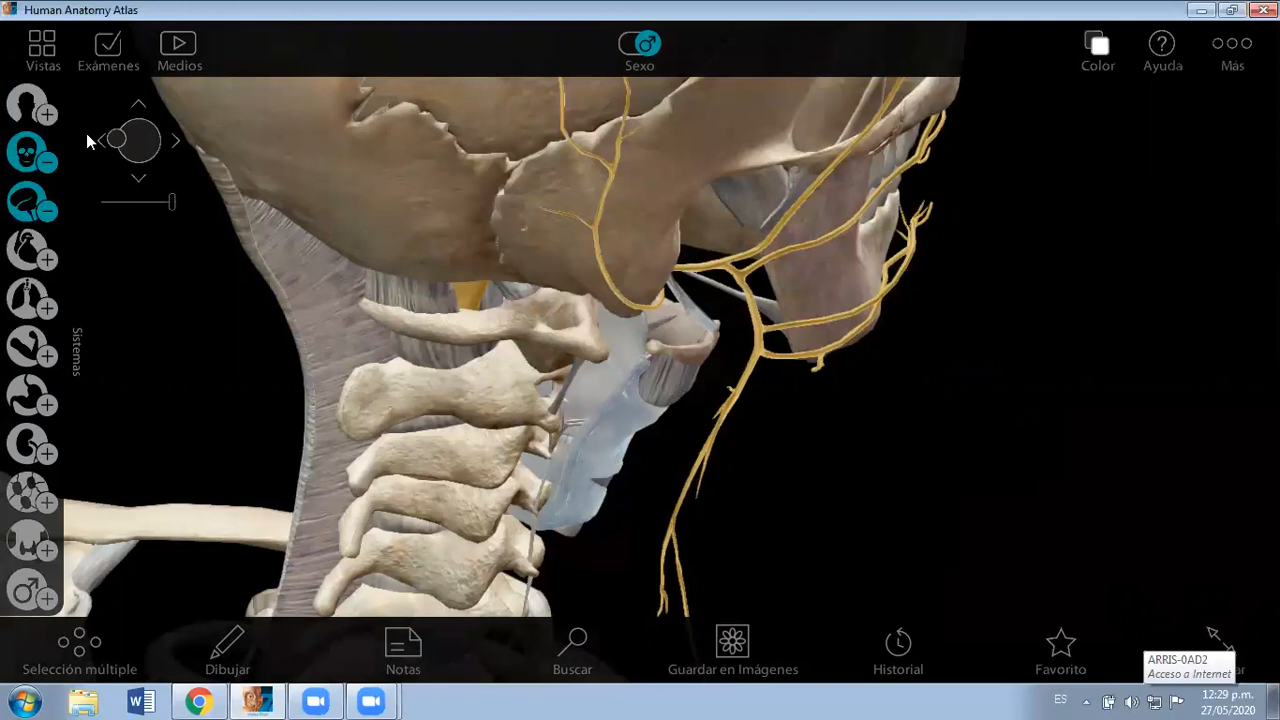 Human Anatomy Atlas
Vistas
Exámenes
Medios
Sexo
Color
Ayuda
Más
Sistemas
Selección múltiple
Dibujar
Notas
Buscar
Guardar en Imágenes
Historial
Favorito
ARRIS-0AD2
Acceso a Internet
ES
12:29 p.m.
27/05/2020